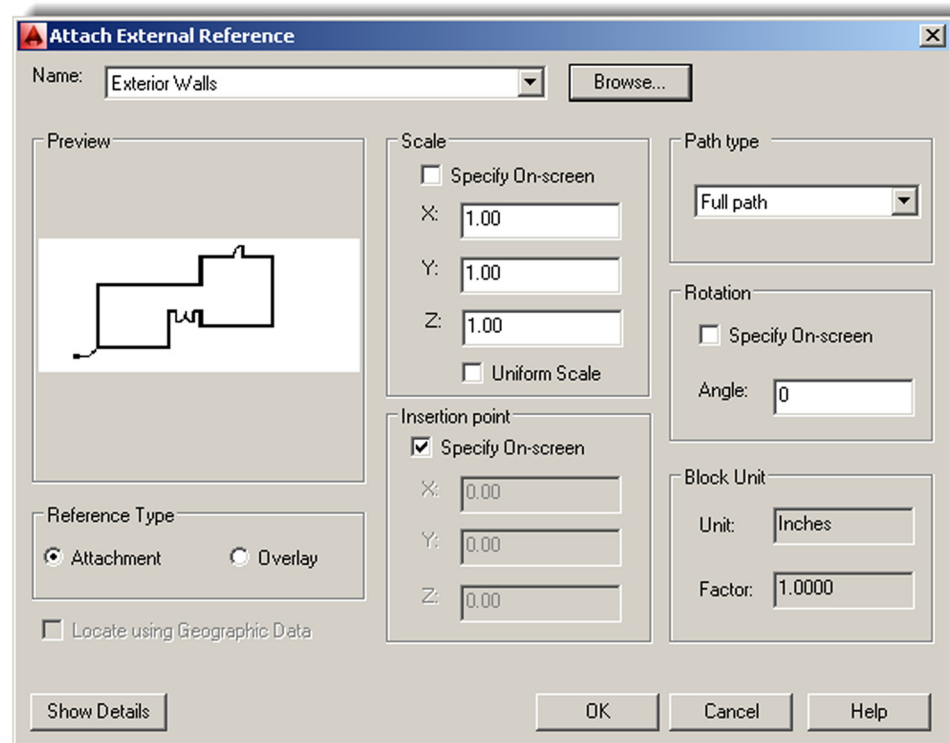 Attach External Reference
Name:
Exterior Walls
Browse...
Preview
Reference Type
Attachment
Overlay
Locate using Geographic Data
Scale
Specify On-screen
X:
1.00
Y:
1.00
Z:
1.00
Uniform Scale
Insertion point
Specify On-screen
X:
0.00
Y:
0.00
Z:
0.00
Path type
Full path
Rotation
Specify On-screen
Angle:
0
Block Unit
Unit:
Inches
Factor:
1.0000
Show Details
OK
Cancel
Help